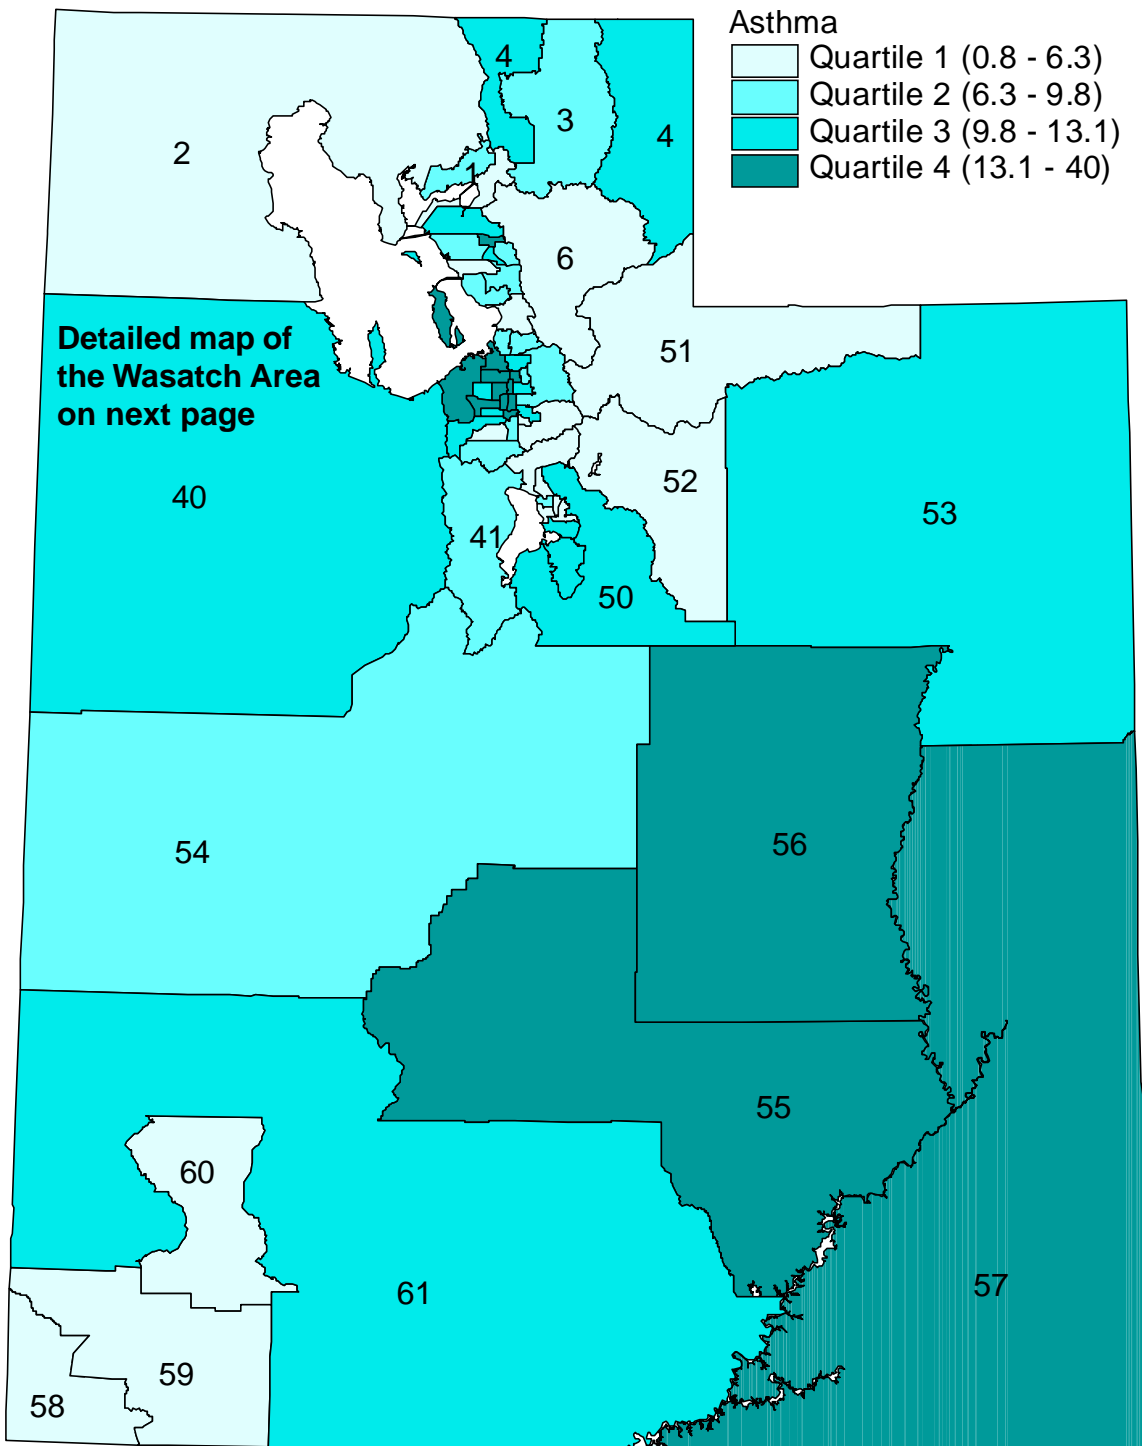 Asthma
Quartile 1 (0.8 - 6.3)
Quartile 2 (6.3 - 9.8)
Quartile 3 (9.8 - 13.1)
Quartile 4 (13.1 - 40)
4
3
4
2
1
6
Detailed map of
the Wasatch Area
on next page
51
52
40
53
41
50
54
56
55
60
61
57
59
58